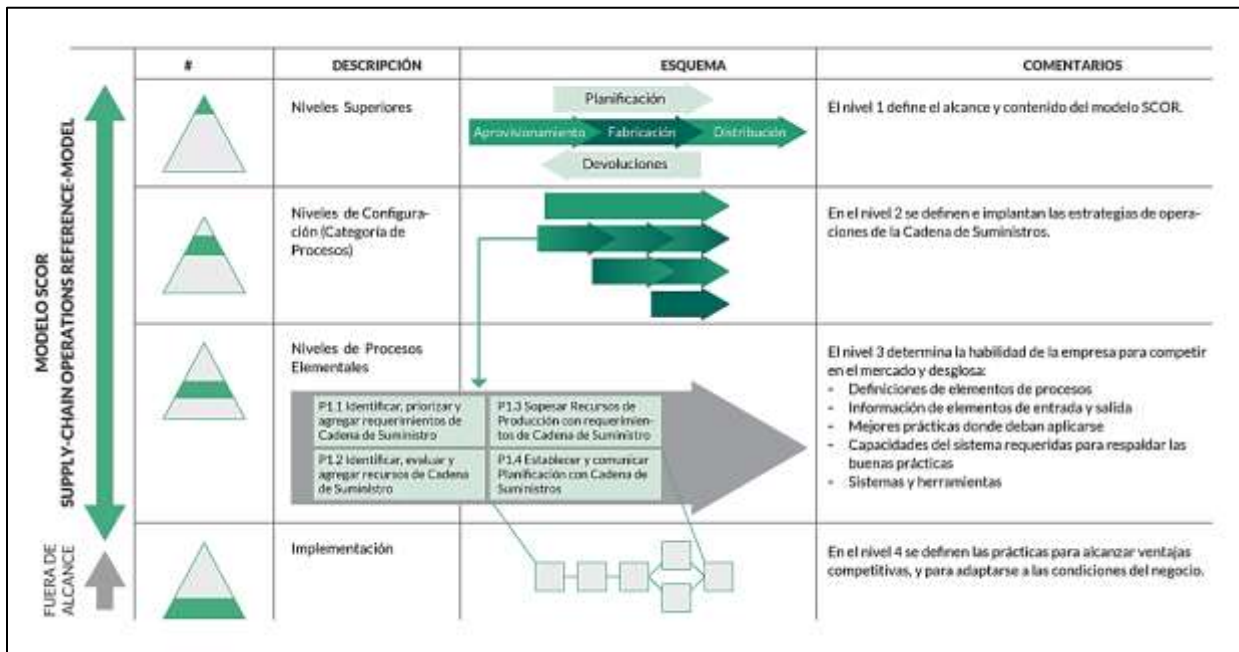 # DESCRIPCIÓN ESQUEMA COMENTARIOS
MODELO SCOR
SUPPLY-CHAIN OPERATIONS REFERENCE-MODEL
Niveles Superiores
Planificación
Aprovisionamiento Fabricación Distribución
Devoluciones
El nivel 1 define el alcance y contenido del modelo SCOR.
Niveles de Configura-
ción (Categoría de
Procesos)
En el nivel 2 se definen e implantan las estrategias de opera-
ciones de la Cadena de Suministros.
Niveles de Procesos
Elementales
P1.1 Identificar, priorizar y
agregar requerimientos de
Cadena de Suministro
P1.3 Sopesar Recursos de
Producción con requerimien-
tos de Cadena de Suministro
P1.2 Identificar, evaluar y
agregar recursos de Cadena
de Suministro
P1.4 Establecer y comunicar
Planificación con Cadena de
Suministros
El nivel 3 determina la habilidad de la empresa para competir
en el mercado y desglosa:
- Definiciones de elementos de procesos
- Información de elementos de entrada y salida
- Mejores prácticas donde deban aplicarse
- Capacidades del sistema requeridas para respaldar las
buenas prácticas
- Sistemas y herramientas
FUERA DE
ALCANCE
Implementación
En el nivel 4 se definen las prácticas para alcanzar ventajas
competitivas, y para adaptarse a las condiciones del negocio.